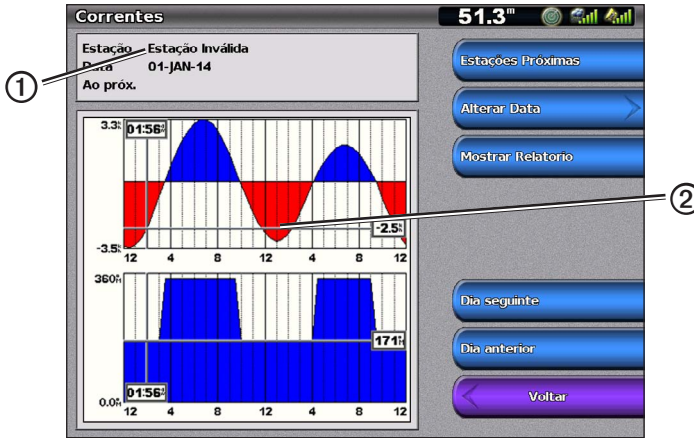 Correntes
51.3"
Estação Estação Inválida
Data 01-JAN-14
Ao próx.
①
Estações Próximas
Alterar Data
Mostrar Relatorio
3.3
01:56
②
-2.5
-3.5
12 4 8 12 4 8 12
360
171
01:56
0.0
12 4 8 12 4 8 12
Dia seguinte
Dia anterior
Voltar